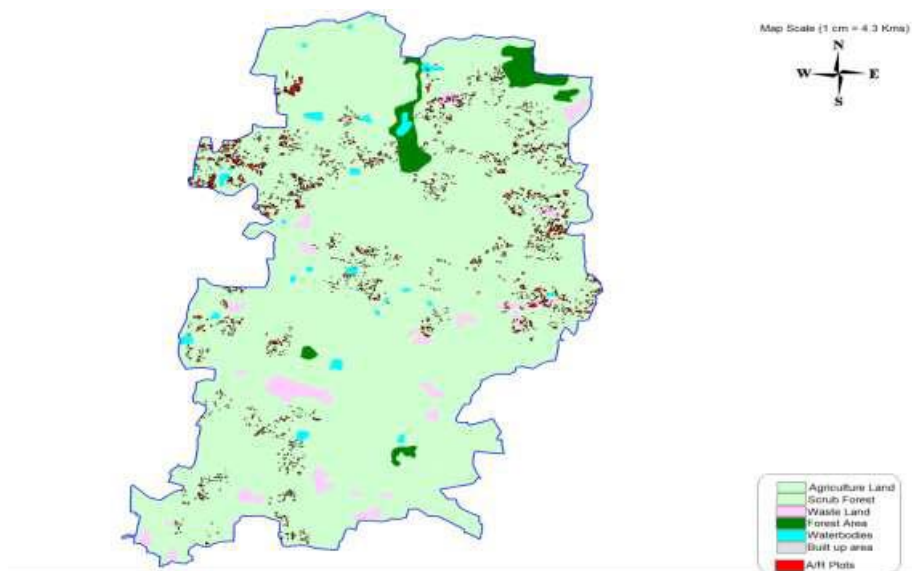 Map Scale (1 cm = 4.3 Kms)
N
W E
S
Agriculture Land
Scrub Forest
Waste Land
Forest Area
Waterbodies
Built up area
A/R Plots